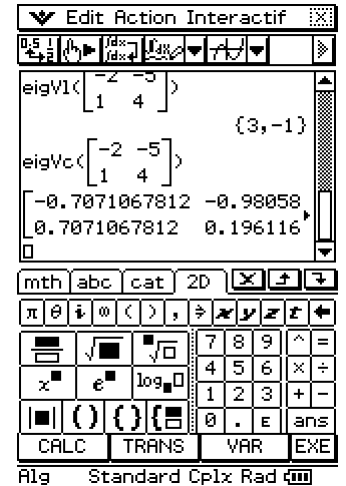 Edit Action Interactif
eigVl([-2 -5
1 4])
{3,-1}
eigVc([-2 -5
1 4])
[-0.7071067812 -0.98058
0.7071067812 0.196116
mth abc cat 2D
π θ i ∞ ( ) , ⇒ x y z t ←
7 8 9 ^ =
√■ ⁿ√□
4 5 6 × ÷
x■ e■ log■□
1 2 3 + -
|■| () {} {
0 . E ans
CALC TRANS VAR EXE
Alg Standard Cplx Rad